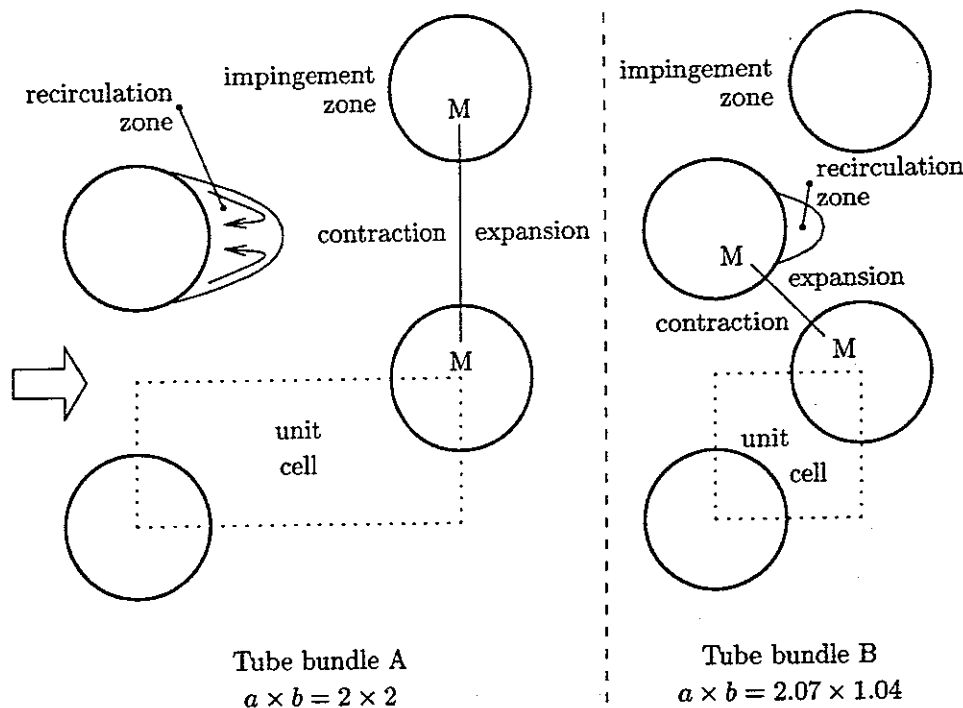 recirculation
zone
impingement
zone
M
contraction
expansion
M
unit
cell
Tube bundle A
a × b = 2 × 2
impingement
zone
recirculation
zone
M
expansion
contraction
M
unit
cell
Tube bundle B
a × b = 2.07 × 1.04